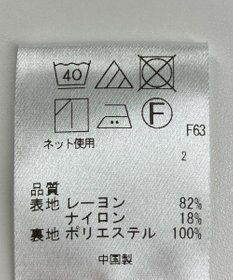 40
F
F63
ネット使用
2
品質
表地 レーヨン 82%
ナイロン 18%
裏地 ポリエステル 100%
中国製